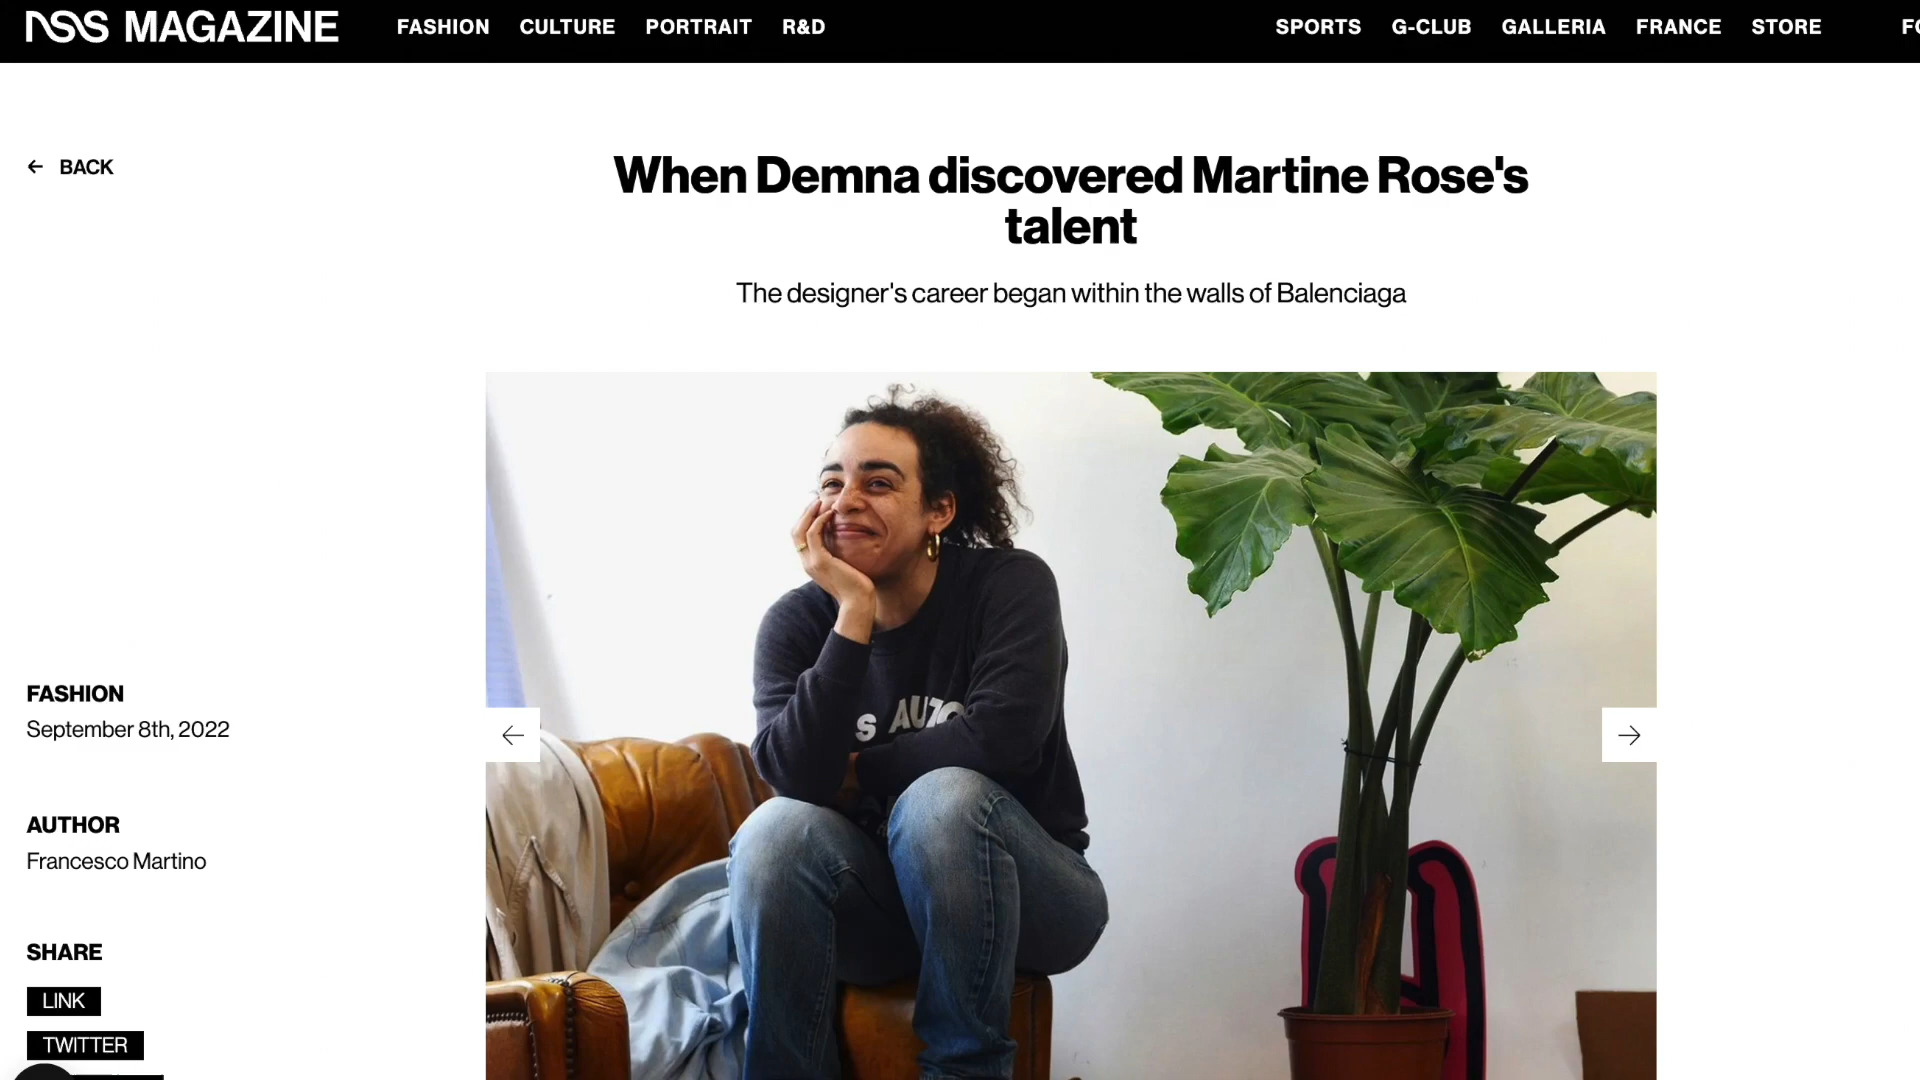 nss MAGAZINE
FASHION CULTURE PORTRAIT R&D
SPORTS G-CLUB GALLERIA FRANCE STORE
← BACK
When Demna discovered Martine Rose's
talent
The designer's career began within the walls of Balenciaga
S AUTO
FASHION
September 8th, 2022
AUTHOR
Francesco Martino
SHARE
LINK
TWITTER